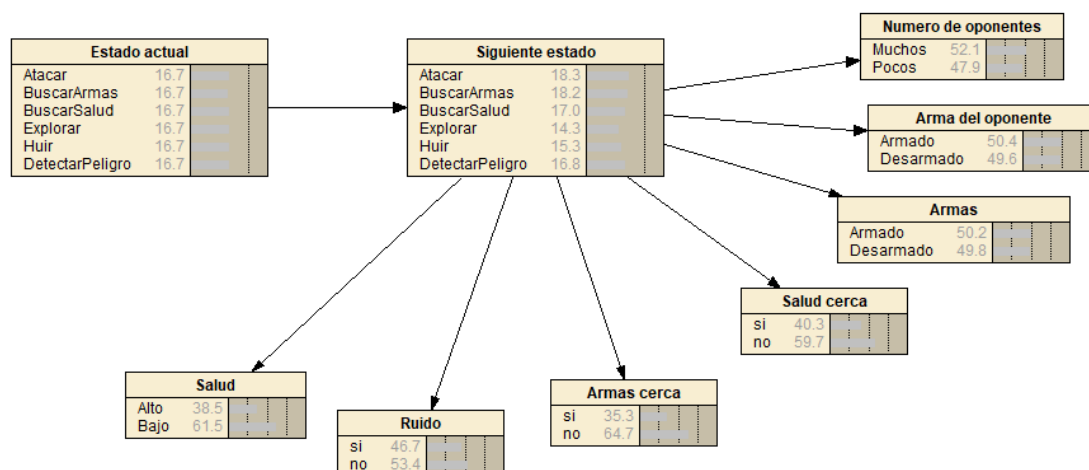 Estado actual
Atacar 16.7
BuscarArmas 16.7
BuscarSalud 16.7
Explorar 16.7
Huir 16.7
DetectarPeligro 16.7
Siguiente estado
Atacar 18.3
BuscarArmas 18.2
BuscarSalud 17.0
Explorar 14.3
Huir 15.3
DetectarPeligro 16.8
Numero de oponentes
Muchos 52.1
Pocos 47.9
Arma del oponente
Armado 50.4
Desarmado 49.6
Armas
Armado 50.2
Desarmado 49.8
Salud cerca
si 40.3
no 59.7
Armas cerca
si 35.3
no 64.7
Ruido
si 46.7
no 53.4
Salud
Alto 38.5
Bajo 61.5